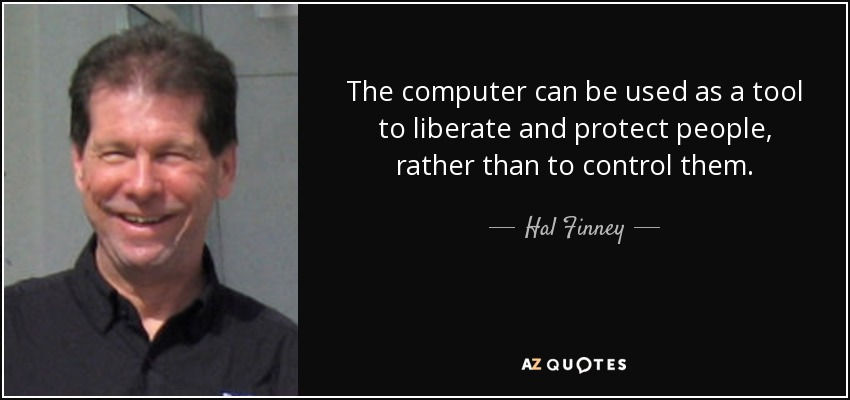 The computer can be used as a tool
to liberate and protect people,
rather than to control them.
— Hal Finney —
AZ QUOTES